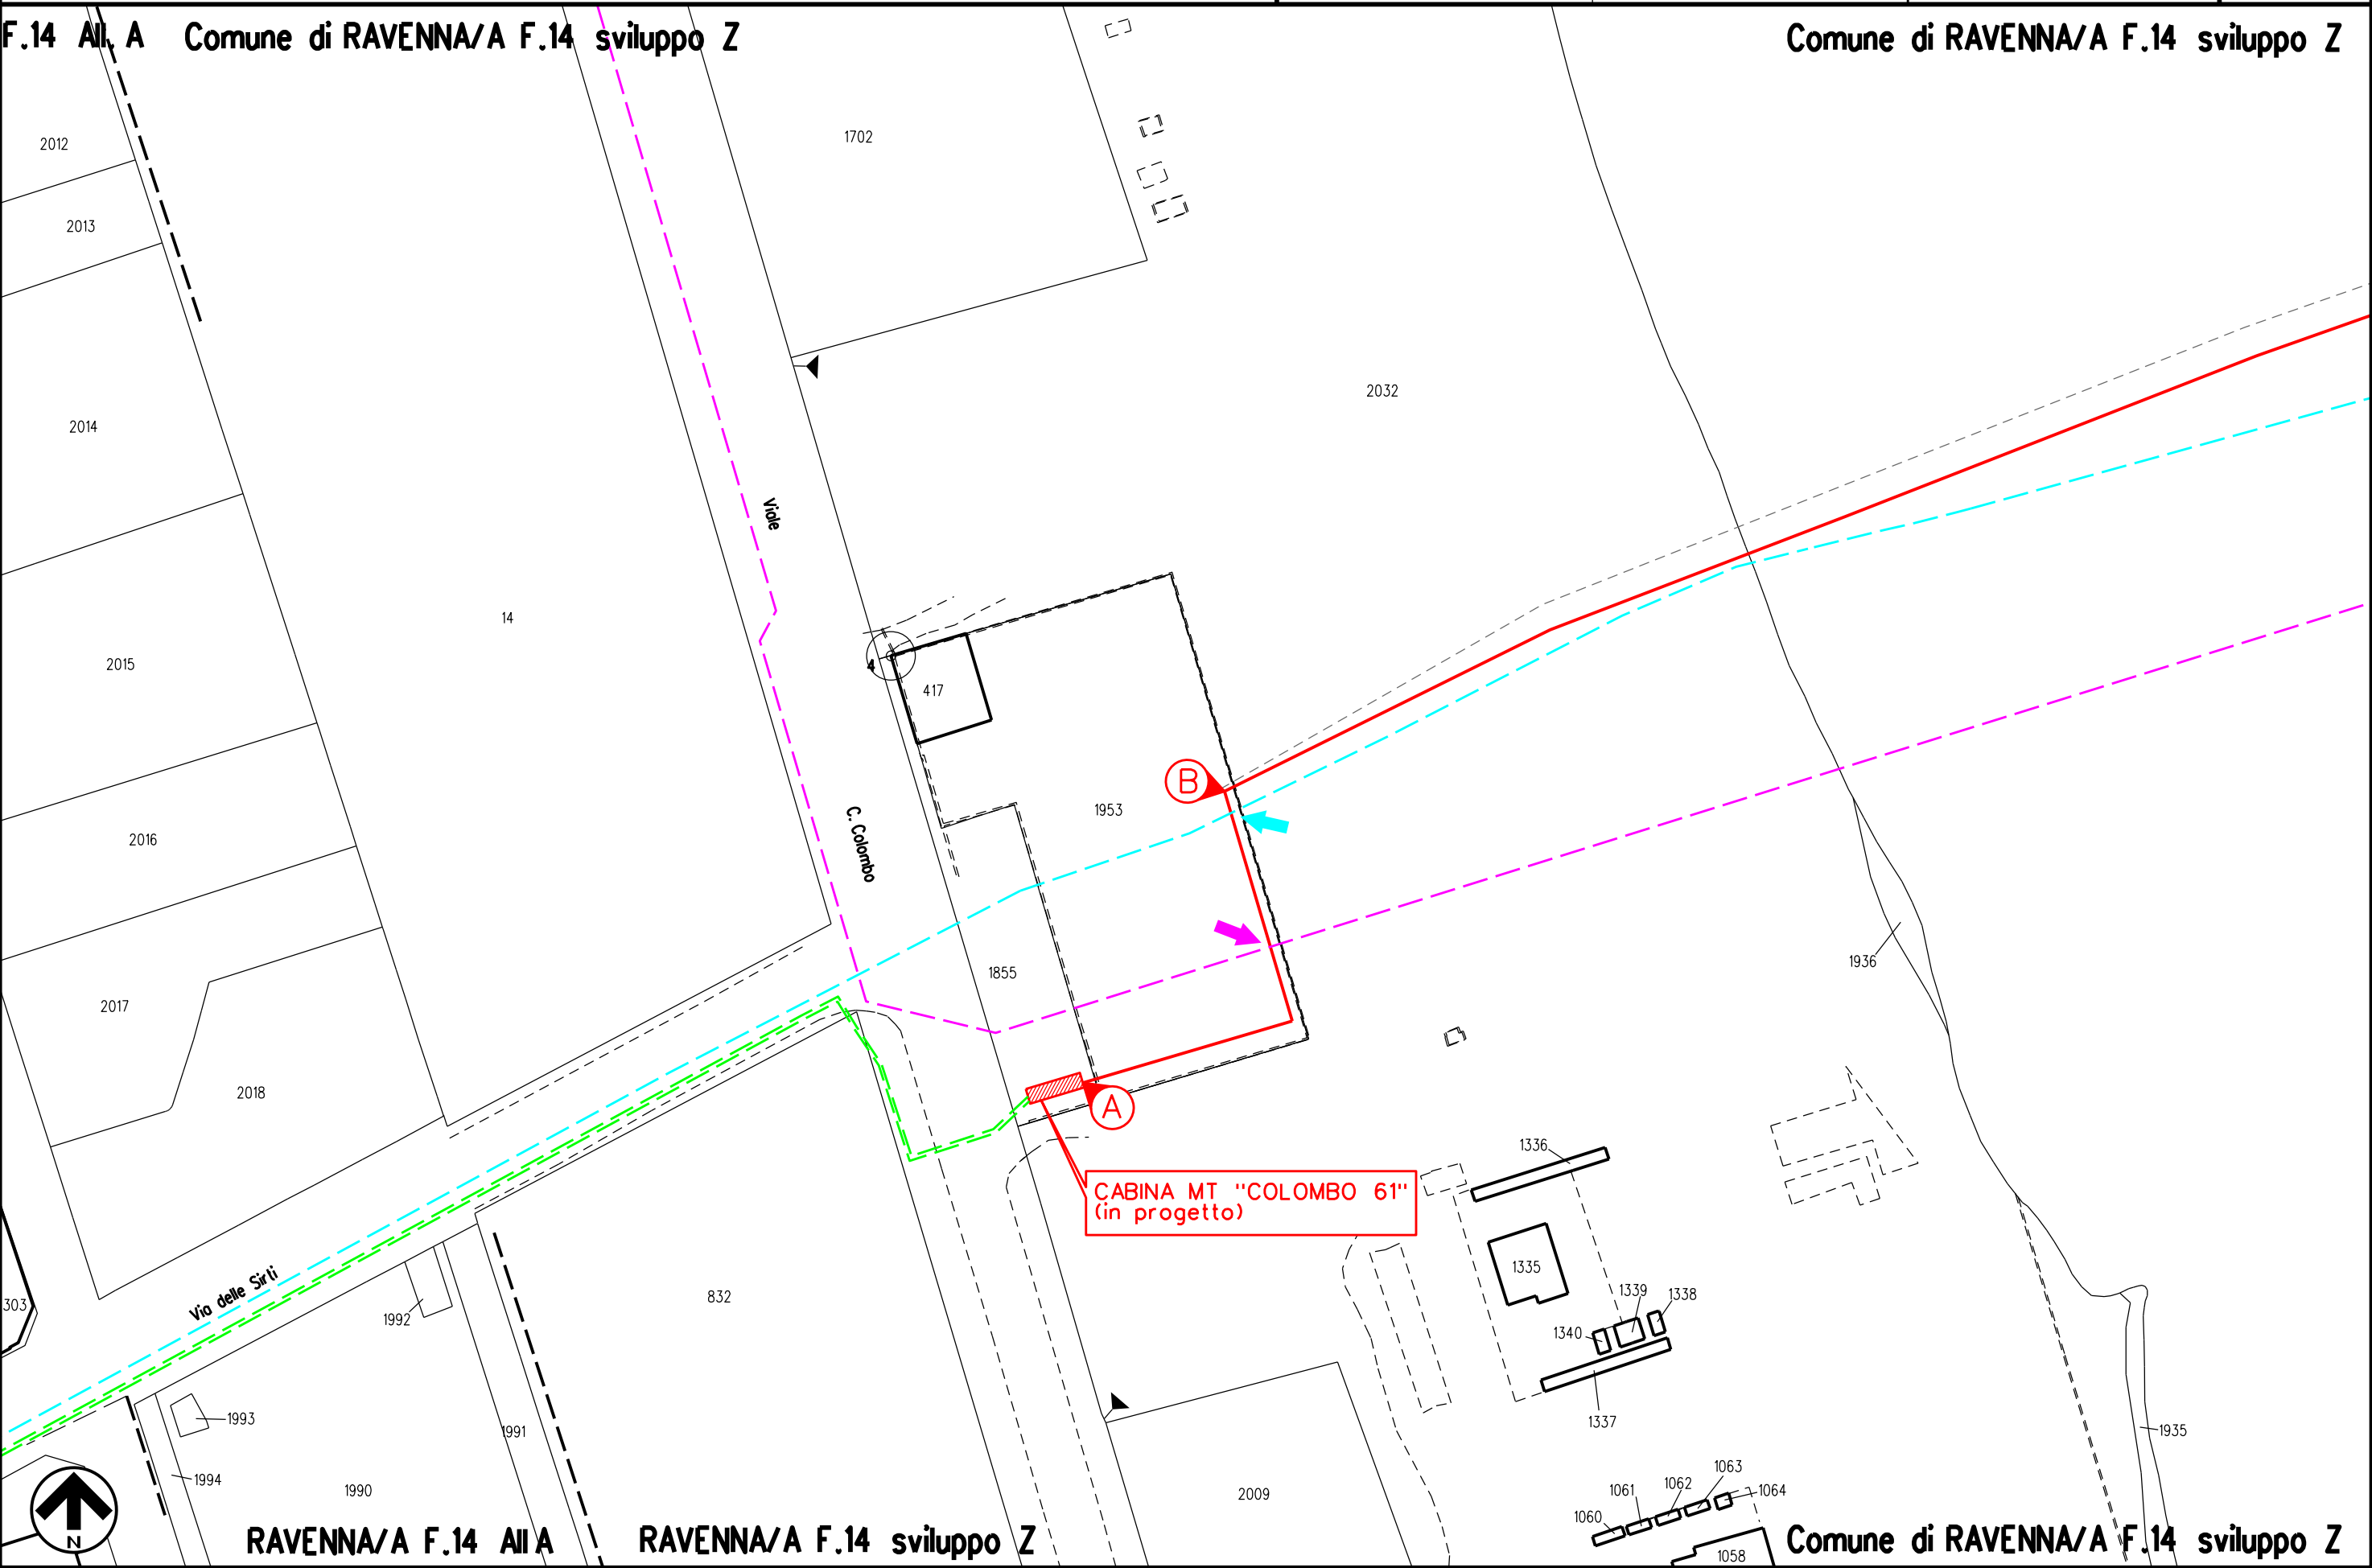 F.14 All. A
Comune di RAVENNA/A F.14 sviluppo Z
Comune di RAVENNA/A F.14 sviluppo Z
2012
1702
2013
2032
2014
Viale
14
2015
4
417
B
1953
C. Colombo
2016
1936
1855
2017
2018
A
1336
CABINA MT "COLOMBO 61"
(in progetto)
1335
Via delle Sirti
832
303
1339
1338
1992
1340
1993
1337
1991
1935
1994
1990
2009
1063
1062
1061
1064
1060
N
RAVENNA/A F.14 All A
RAVENNA/A F.14 sviluppo Z
1058
Comune di RAVENNA/A F.14 sviluppo Z